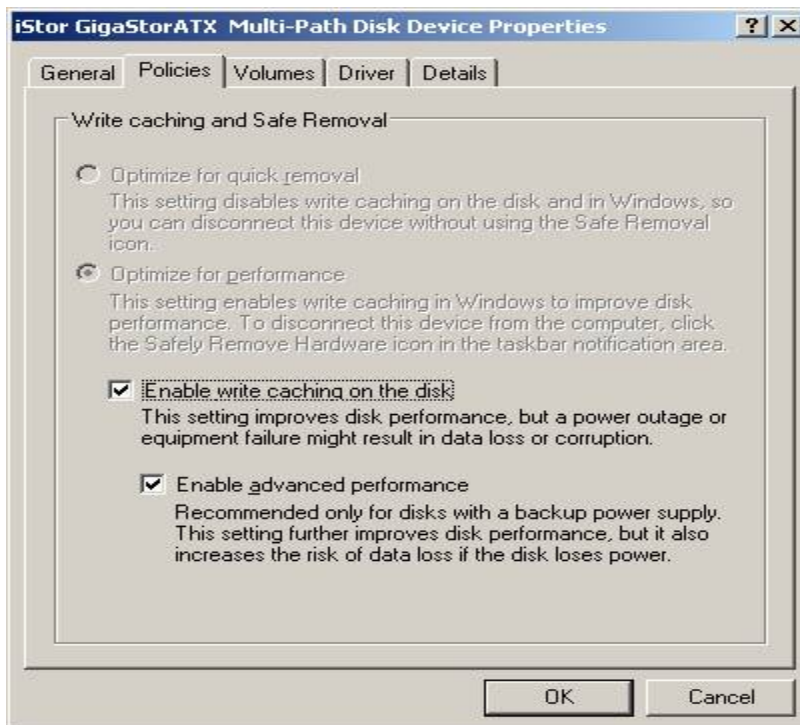 iStor GigaStorATX Multi-Path Disk Device Properties
General Policies Volumes Driver Details
Write caching and Safe Removal
Optimize for quick removal
This setting disables write caching on the disk and in Windows, so
you can disconnect this device without using the Safe Removal
icon.
Optimize for performance
This setting enables write caching in Windows to improve disk
performance. To disconnect this device from the computer, click
the Safely Remove Hardware icon in the taskbar notification area.
Enable write caching on the disk
This setting improves disk performance, but a power outage or
equipment failure might result in data loss or corruption.
Enable advanced performance
Recommended only for disks with a backup power supply.
This setting further improves disk performance, but it also
increases the risk of data loss if the disk loses power.
OK Cancel